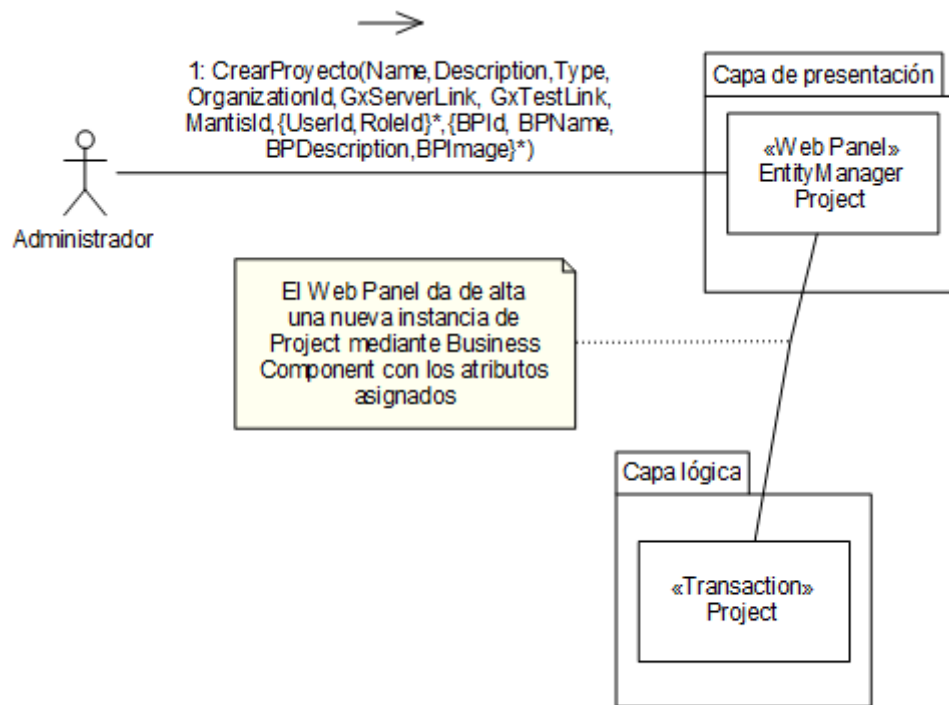 1: CrearProyecto(Name,Description,Type,
OrganizationId,GxServerLink, GxTestLink,
MantisId,{UserId,RoleId}*,{BPId, BPName,
BPDescription,BPImage}*)
Capa de presentación
«Web Panel»
EntityManager
Project
Administrador
El Web Panel da de alta
una nueva instancia de
Project mediante Business
Component con los atributos
asignados
Capa lógica
«Transaction»
Project